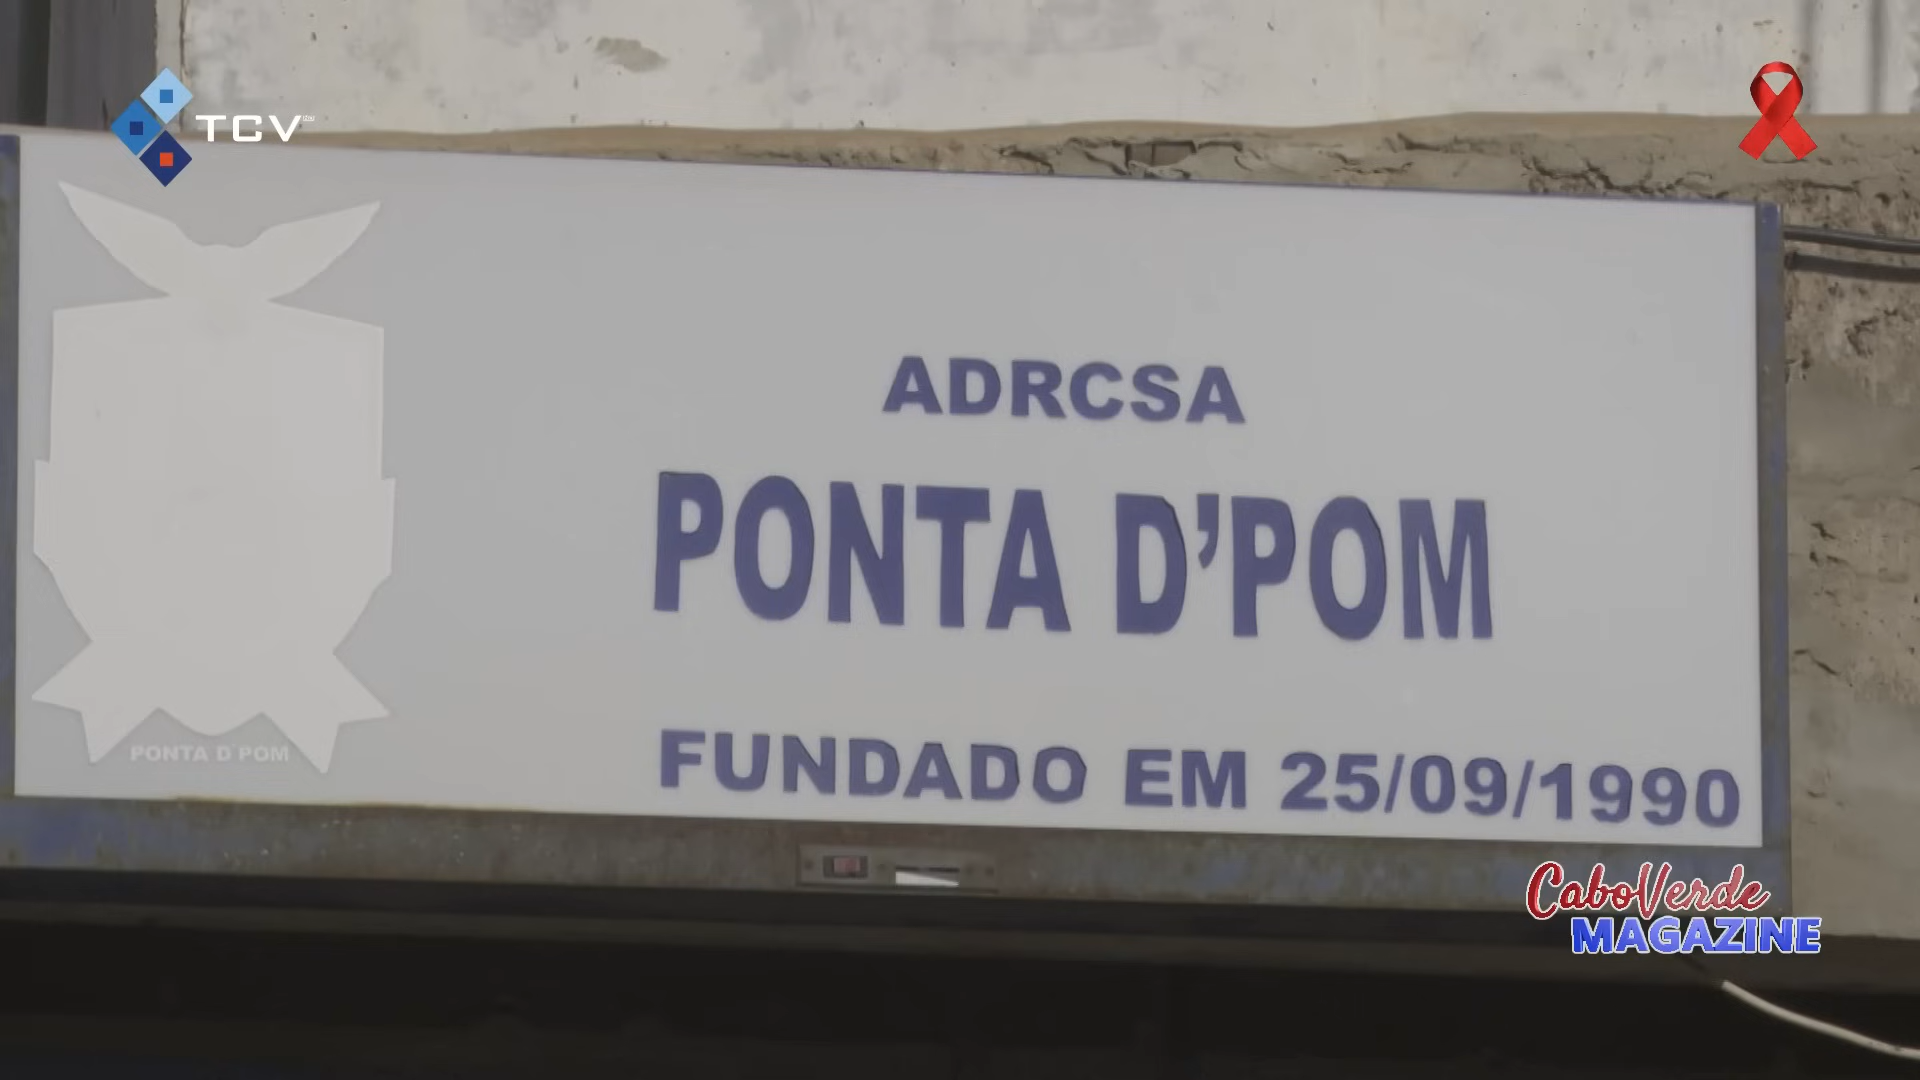 TCV
ADRCSA
PONTA D'POM
FUNDADO EM 25/09/1990
PONTA D'POM
CaboVerde
MAGAZINE